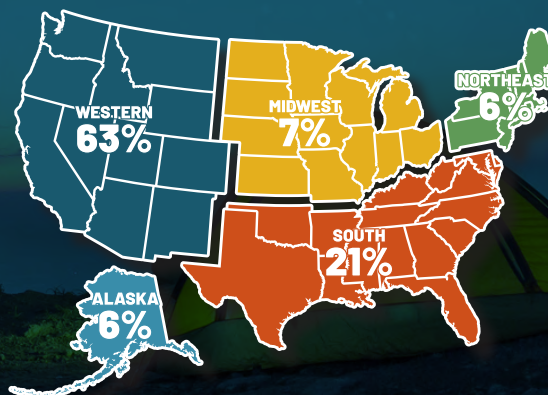 WESTERN
63%
MIDWEST
7%
NORTHEAST
6%
SOUTH
21%
ALASKA
6%